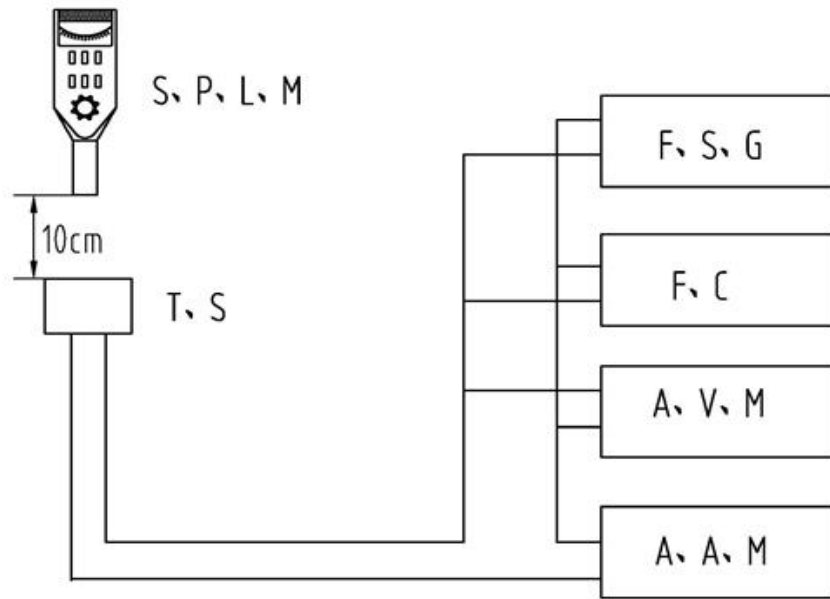 S、P、L、M
F、S、G
10cm
F、C
T、S
A、V、M
A、A、M